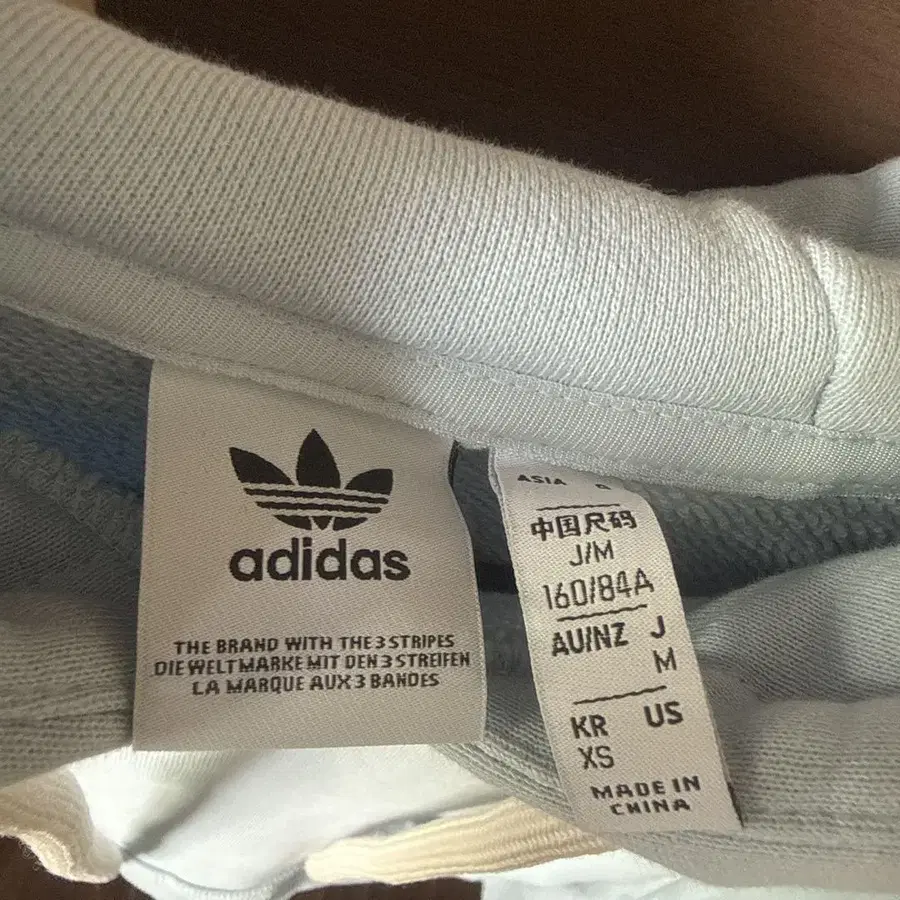 adidas
THE BRAND WITH THE 3 STRIPES
DIE WELTMARKE MIT DEN 3 STREIFEN
LA MARQUE AUX 3 BANDES
ASIA
中国尺码
J/M
160/84A
AU/NZ J
M
KR US
XS
MADE IN
CHINA